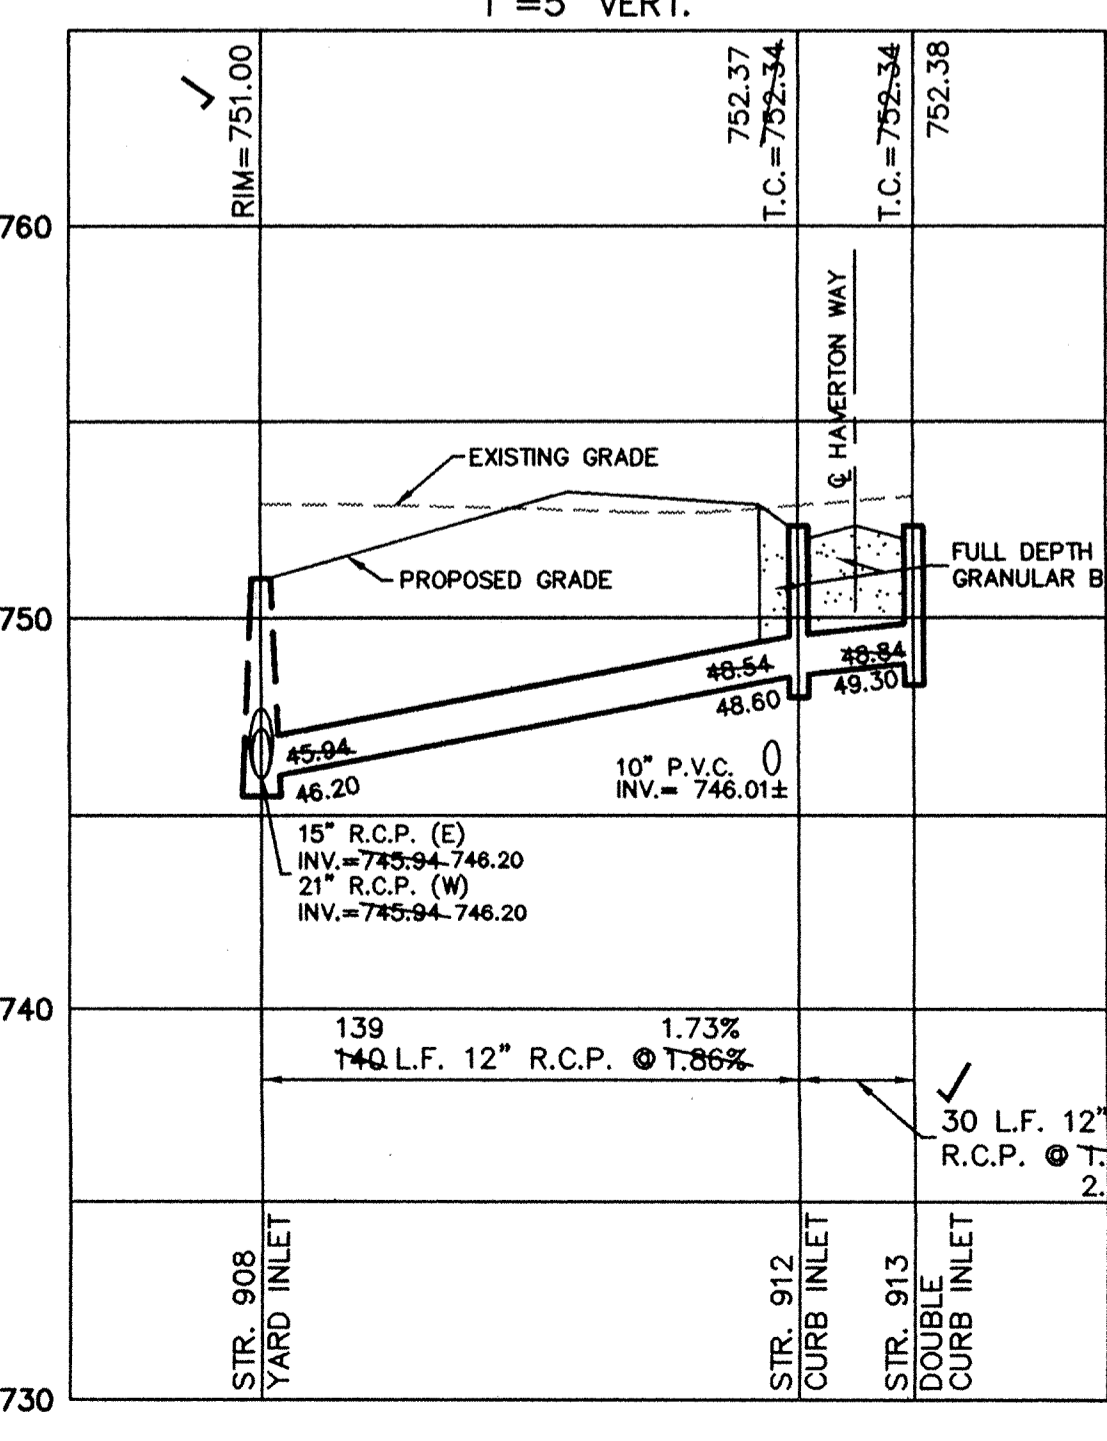 1"=5' VERT.
RIM=751.00
752.37
T.C.=752.34
T.C.=752.34
752.38
760
℄ HAVERTON WAY
EXISTING GRADE
PROPOSED GRADE
FULL DEPTH
GRANULAR B
750
48.54
48.60
48.84
49.30
45.94
46.20
10" P.V.C.
INV.= 746.01±
15" R.C.P. (E)
INV.=745.94 746.20
21" R.C.P. (W)
INV.=745.94 746.20
740
139 1.73%
140 L.F. 12" R.C.P. @ 1.86%
30 L.F. 12"
R.C.P. @ 1.
2.
STR. 908
YARD INLET
STR. 912
CURB INLET
STR. 913
DOUBLE
CURB INLET
730